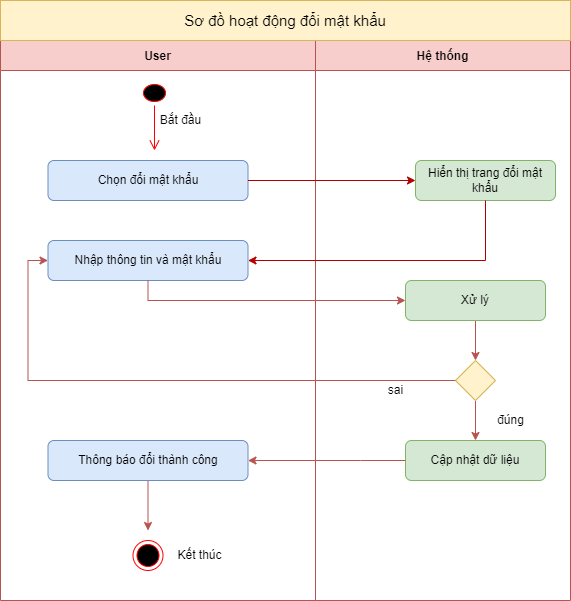 Sơ đồ hoạt động đổi mật khẩu
User
Hệ thống
Bắt đầu
Chọn đổi mật khẩu
Hiển thị trang đổi mật
khẩu
Nhập thông tin và mật khẩu
Xử lý
sai
đúng
Thông báo đổi thành công
Cập nhật dữ liệu
Kết thúc